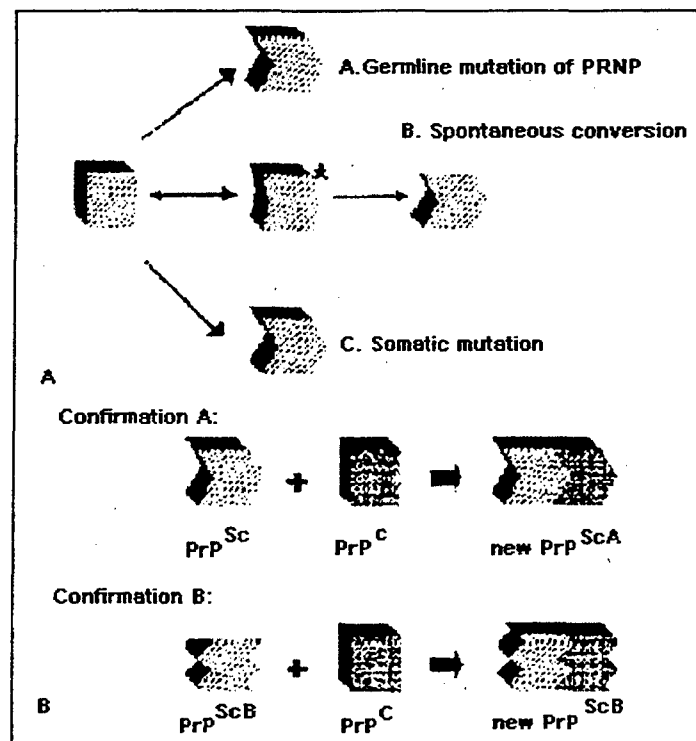 A.Germline mutation of PRNP
B. Spontaneous conversion
*
C. Somatic mutation
A
Confirmation A:
+
PrP^Sc PrP^c new PrP^ScA
Confirmation B:
+
B PrP^ScB PrP^C new PrP^ScB